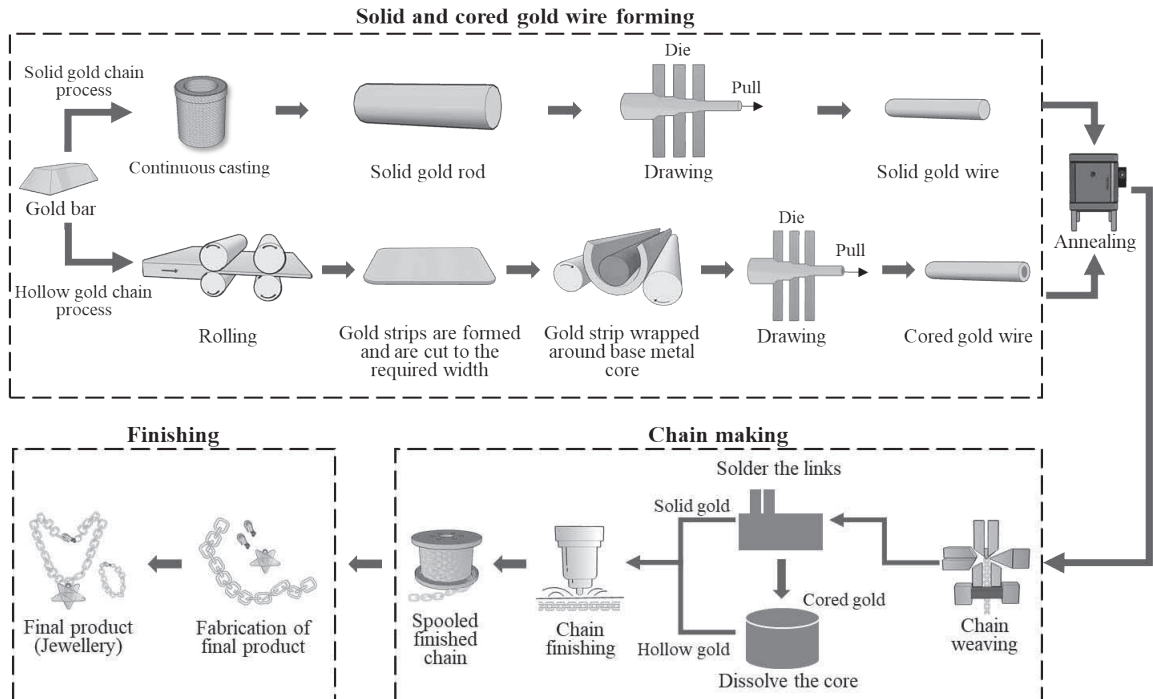 Solid and cored gold wire forming
Solid gold chain
process
Die
Pull
Continuous casting
Solid gold rod
Drawing
Solid gold wire
Gold bar
Annealing
Hollow gold chain
process
Die
Pull
Rolling
Gold strips are formed
and are cut to the
required width
Gold strip wrapped
around base metal
core
Drawing
Cored gold wire
Chain making
Solder the links
Solid gold
Cored gold
Hollow gold
Dissolve the core
Chain
weaving
Chain
finishing
Spooled
finished
chain
Finishing
Fabrication of
final product
Final product
(Jewellery)